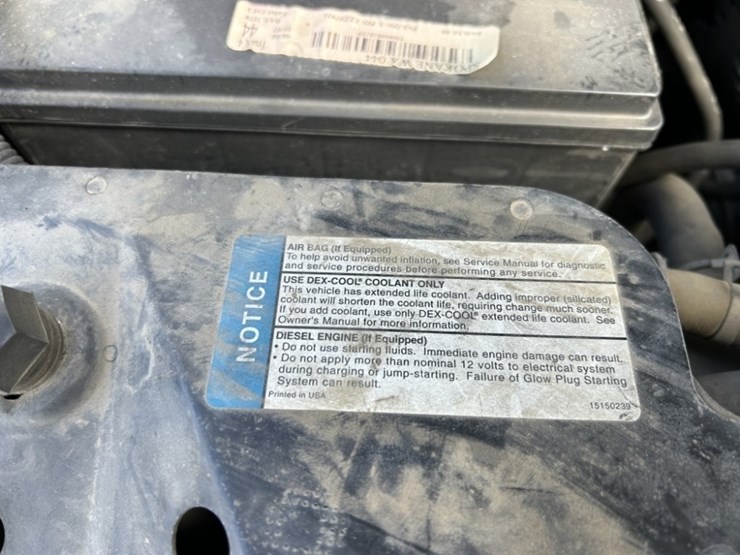 44
NOTICE
AIR BAG (If Equipped)
To help avoid unwanted inflation, see Service Manual for diagnostic
and service procedures before performing any service.
USE DEX-COOL® COOLANT ONLY
This vehicle has extended life coolant. Adding improper (silicated)
coolant will shorten the coolant life, requiring change much sooner.
If you add coolant, use only DEX-COOL® extended life coolant. See
Owner's Manual for more information.
DIESEL ENGINE (If Equipped)
• Do not use starting fluids. Immediate engine damage can result.
• Do not apply more than nominal 12 volts to electrical system
during charging or jump-starting. Failure of Glow Plug Starting
System can result.
Printed in USA
15150239